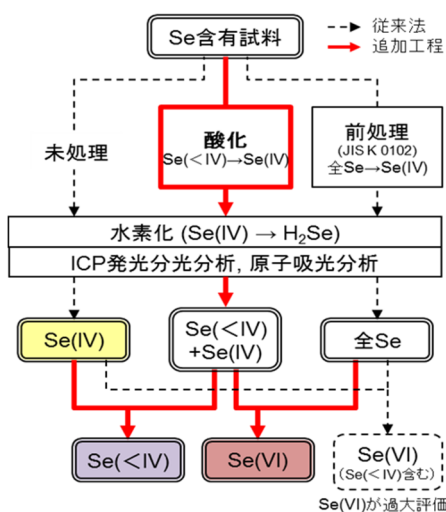 従来法
追加工程
Se含有試料
未処理
酸化
Se(<IV)→Se(IV)
前処理
(JIS K 0102)
全Se→Se(IV)
水素化 (Se(IV) → H₂Se)
ICP発光分光分析, 原子吸光分析
Se(IV)
Se(<IV)
+Se(IV)
全Se
Se(<IV)
Se(VI)
Se(VI)
(Se(<IV)含む)
Se(VI)が過大評価